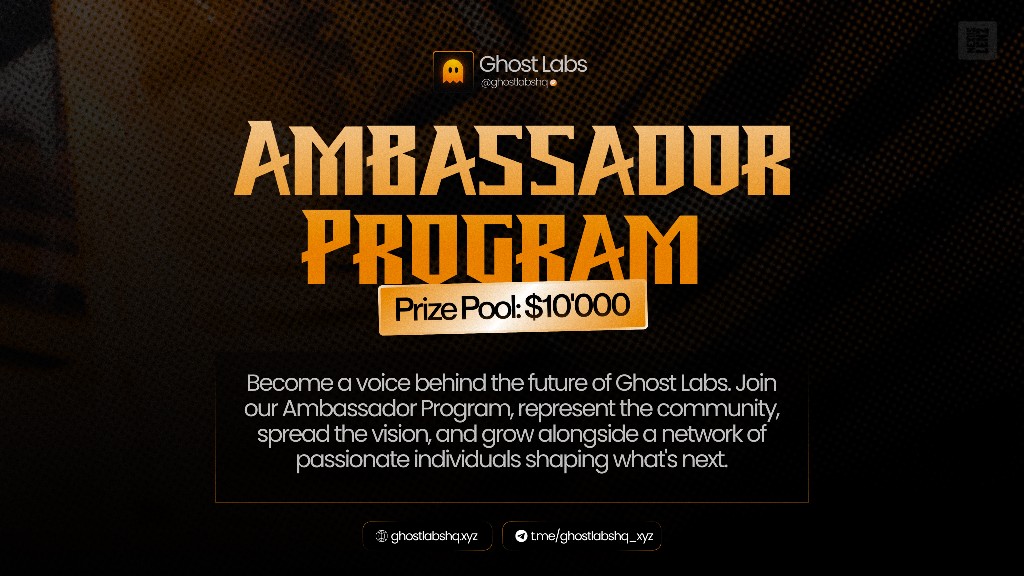 Ghost Labs
@ghostlabshq
AMBASSADOR
PROGRAM
Prize Pool: $10'000
Become a voice behind the future of Ghost Labs. Join
our Ambassador Program, represent the community,
spread the vision, and grow alongside a network of
passionate individuals shaping what's next.
ghostlabshq.xyz
t.me/ghostlabshq_xyz